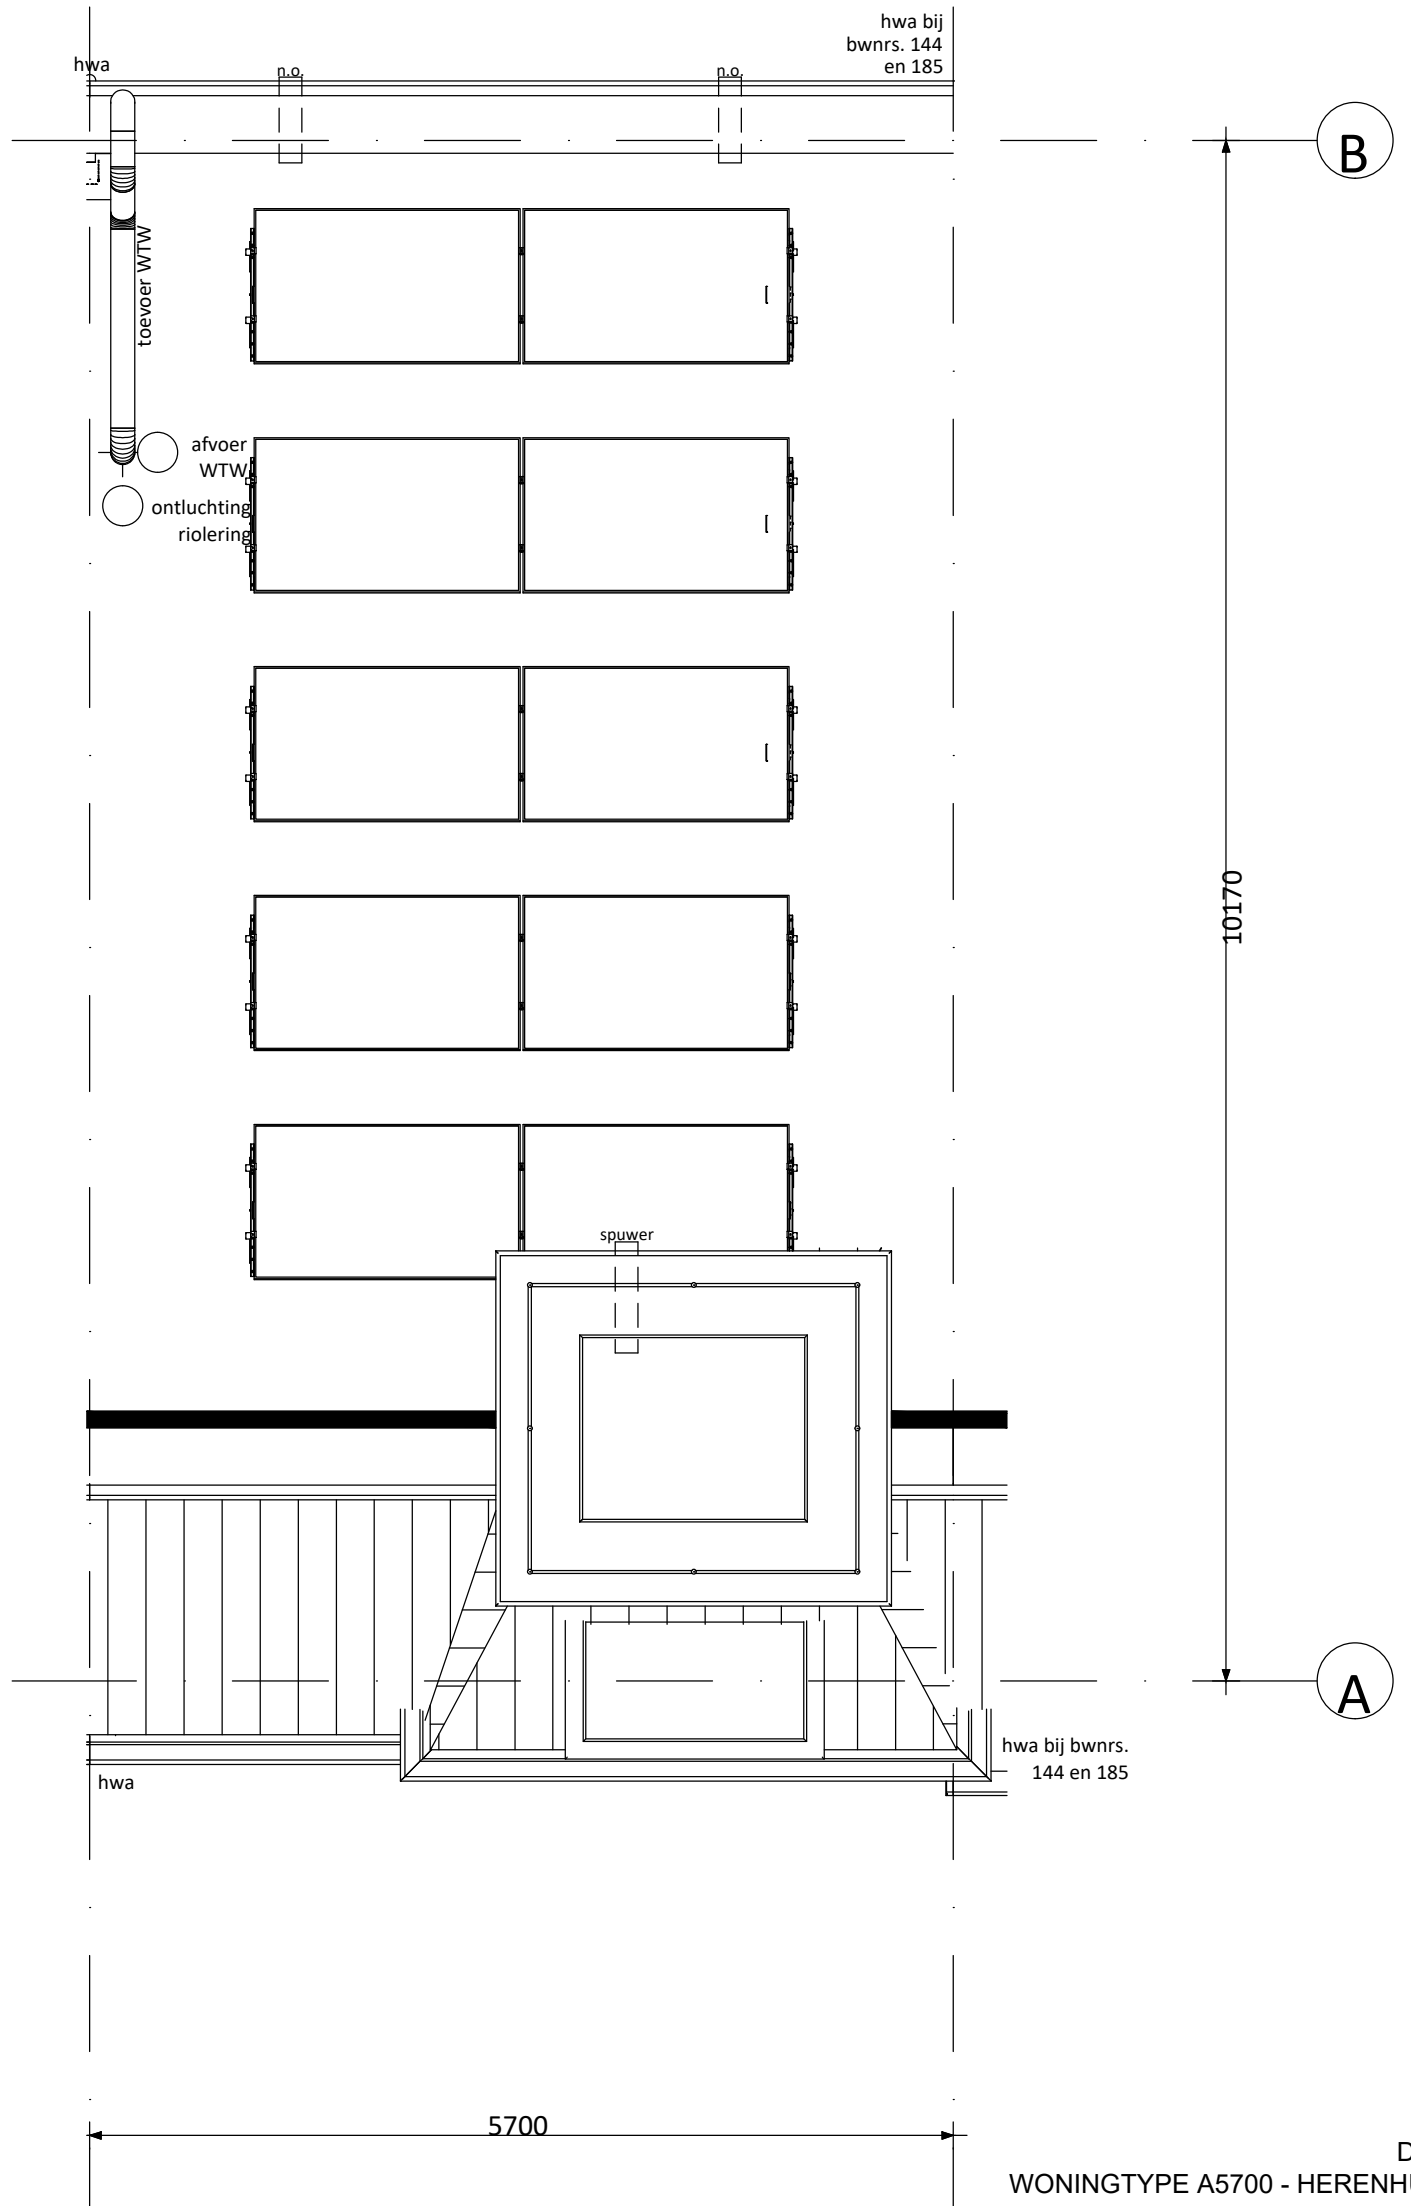 hwa bij
bwnrs. 144
en 185
hwa
n.o.
n.o.
B
toevoer WTW
afvoer
WTW
ontluchting
riolering
10170
spuwer
A
hwa bij bwnrs.
144 en 185
hwa
5700
D
WONINGTYPE A5700 - HERENH